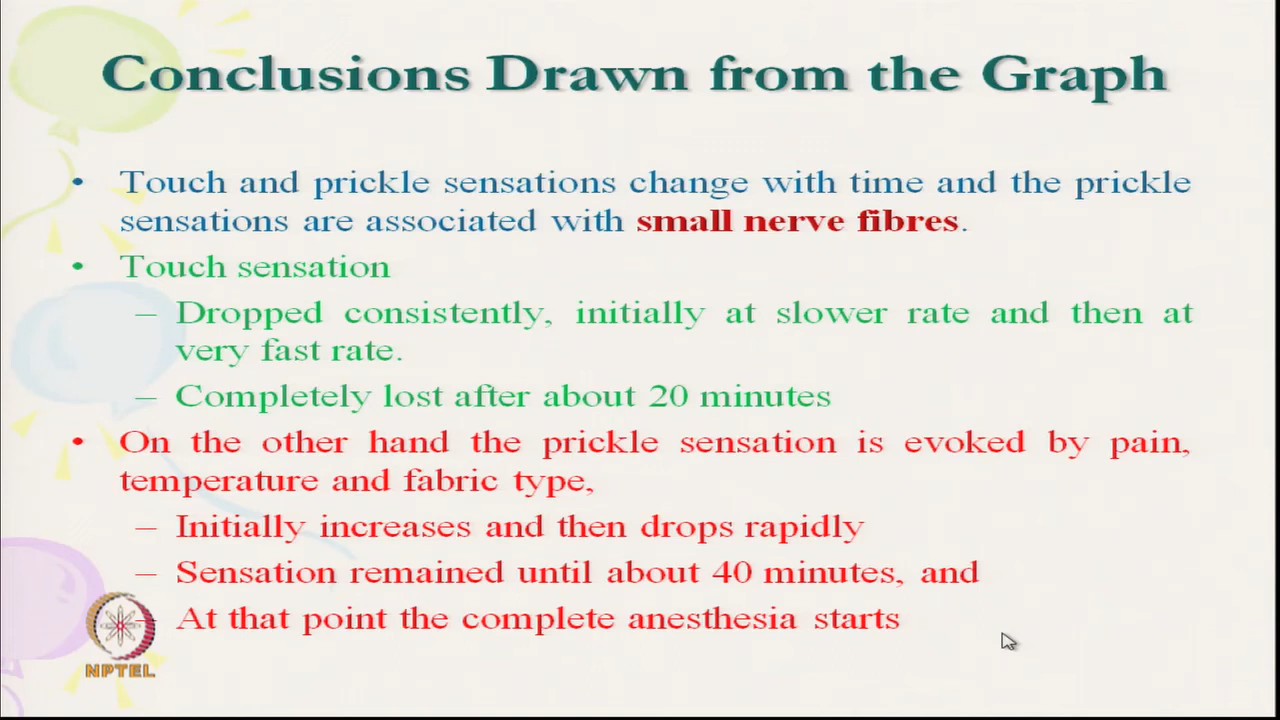 Conclusions Drawn from the Graph
• Touch and prickle sensations change with time and the prickle
sensations are associated with small nerve fibres.
• Touch sensation
– Dropped consistently, initially at slower rate and then at
very fast rate.
– Completely lost after about 20 minutes
• On the other hand the prickle sensation is evoked by pain,
temperature and fabric type,
– Initially increases and then drops rapidly
– Sensation remained until about 40 minutes, and
– At that point the complete anesthesia starts
NPTEL